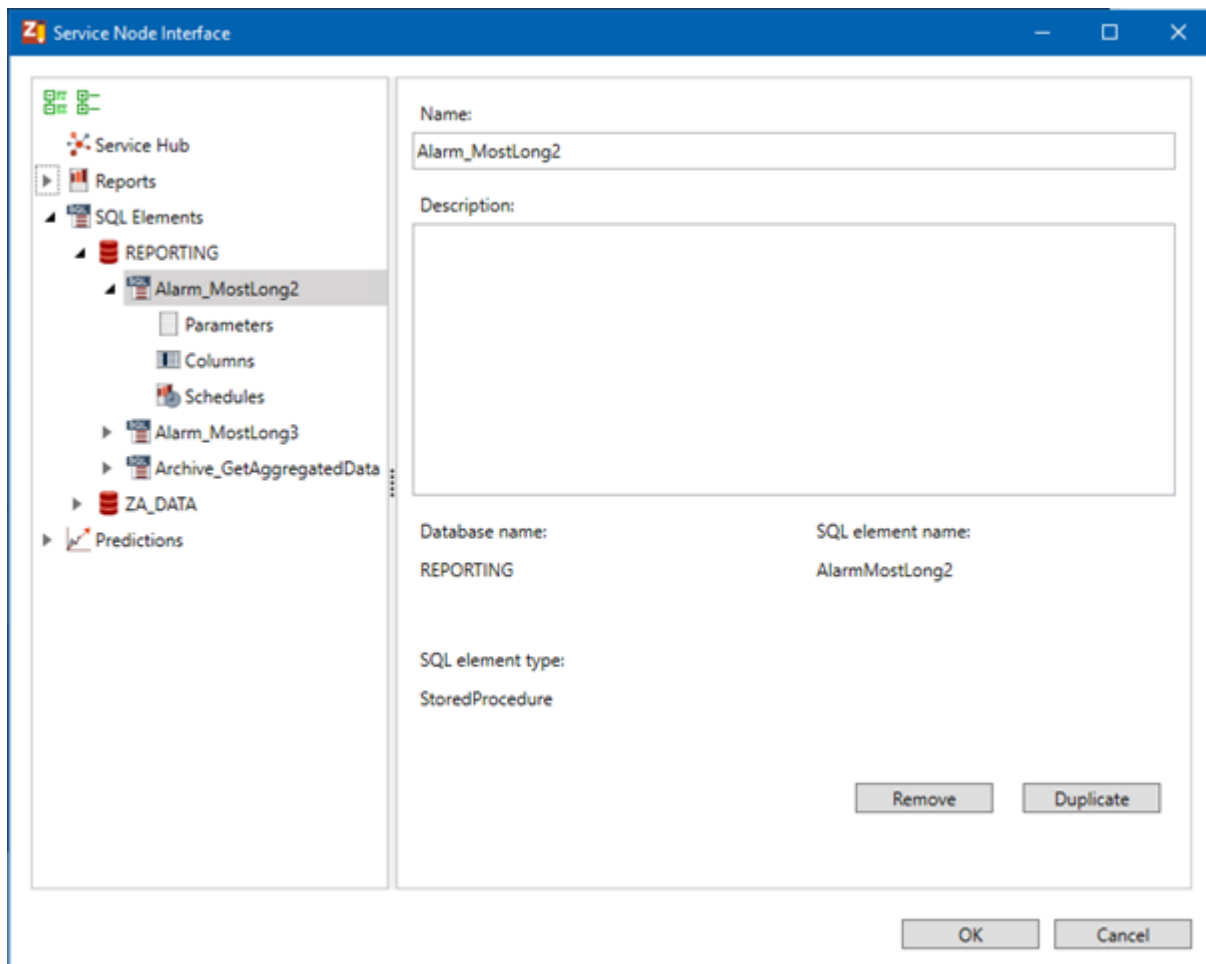 Service Node Interface
Service Hub
Reports
SQL Elements
REPORTING
Alarm_MostLong2
Parameters
Columns
Schedules
Alarm_MostLong3
Archive_GetAggregatedData
ZA_DATA
Predictions
Name:
Alarm_MostLong2
Description:
Database name:
SQL element name:
REPORTING
AlarmMostLong2
SQL element type:
StoredProcedure
Remove
Duplicate
OK
Cancel